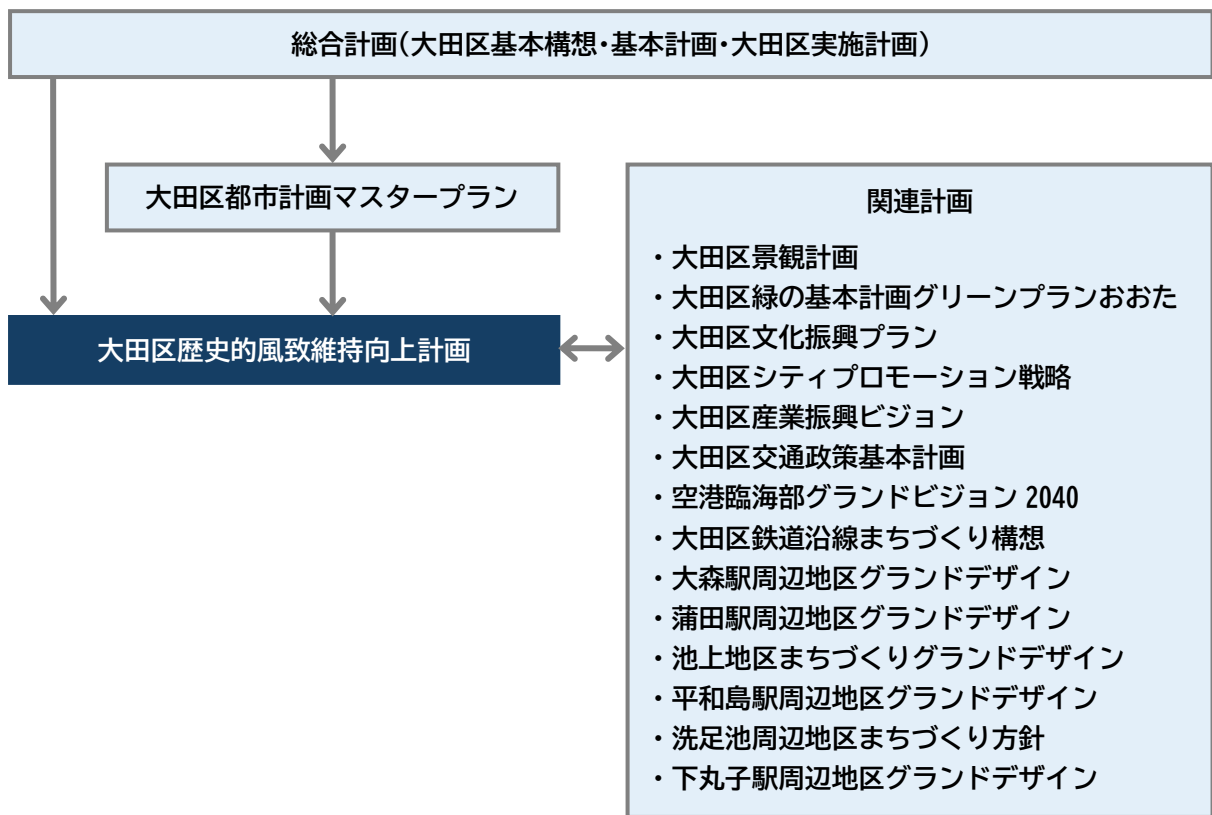 総合計画(大田区基本構想・基本計画・大田区実施計画)
大田区都市計画マスタープラン
大田区歴史的風致維持向上計画
関連計画
・大田区景観計画
・大田区緑の基本計画グリーンプランおおた
・大田区文化振興プラン
・大田区シティプロモーション戦略
・大田区産業振興ビジョン
・大田区交通政策基本計画
・空港臨海部グランドビジョン 2040
・大田区鉄道沿線まちづくり構想
・大森駅周辺地区グランドデザイン
・蒲田駅周辺地区グランドデザイン
・池上地区まちづくりグランドデザイン
・平和島駅周辺地区グランドデザイン
・洗足池周辺地区まちづくり方針
・下丸子駅周辺地区グランドデザイン